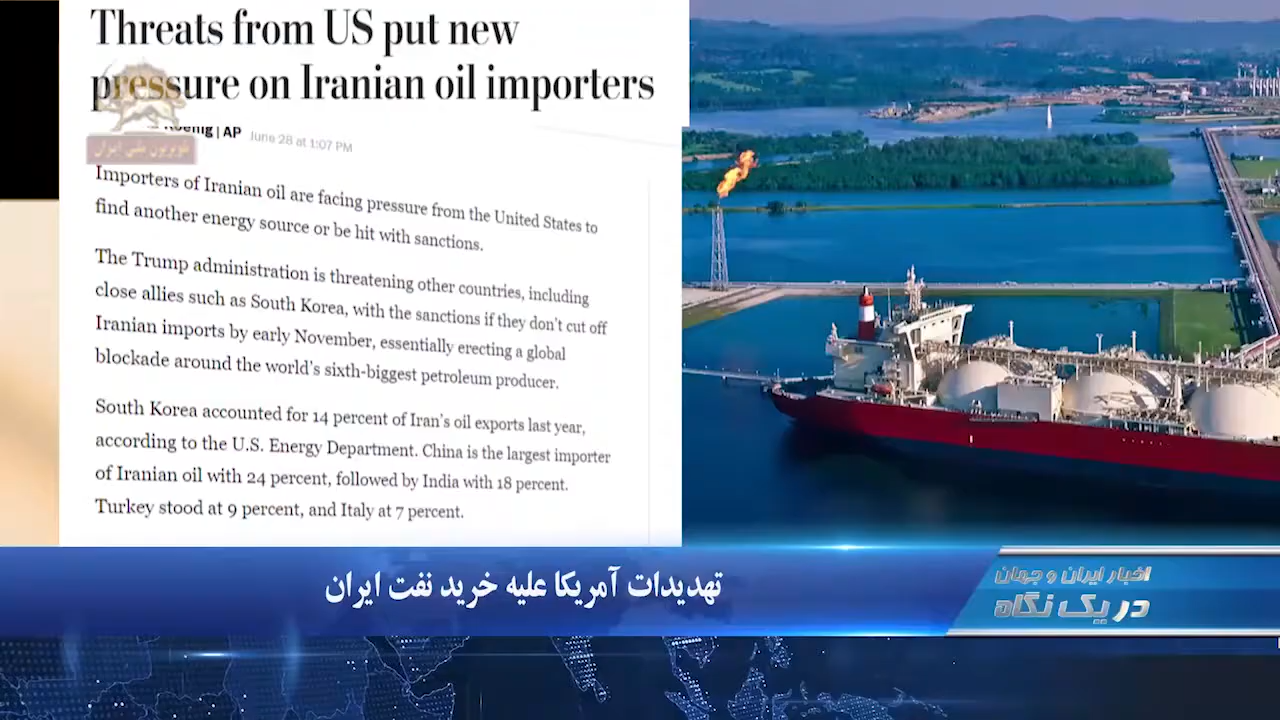 Threats from US put new
pressure on Iranian oil importers
Koenig | AP June 28 at 1:07 PM
تلویزیون ملی ایران
Importers of Iranian oil are facing pressure from the United States to
find another energy source or be hit with sanctions.
The Trump administration is threatening other countries, including
close allies such as South Korea, with the sanctions if they don't cut off
Iranian imports by early November, essentially erecting a global
blockade around the world's sixth-biggest petroleum producer.
South Korea accounted for 14 percent of Iran's oil exports last year,
according to the U.S. Energy Department. China is the largest importer
of Iranian oil with 24 percent, followed by India with 18 percent.
Turkey stood at 9 percent, and Italy at 7 percent.
تهدیدات آمریکا علیه خرید نفت ایران
اخبار ایران و جهان
در یک نگاه